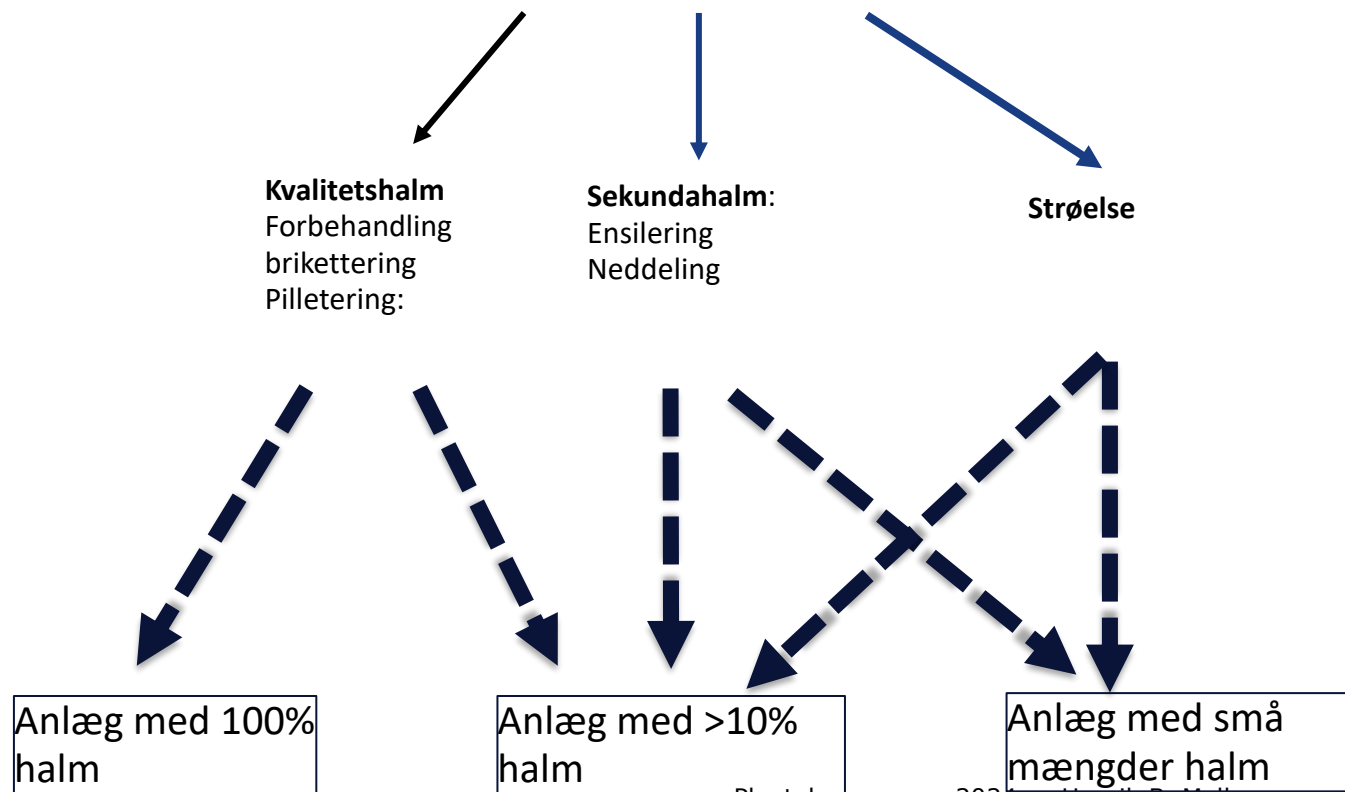 Kvalitetshalm
Forbehandling
brikettering
Pilletering:
Sekundahalm:
Ensilering
Neddeling
Strøelse
Anlæg med 100%
halm
Anlæg med >10%
halm
Anlæg med små
mængder halm